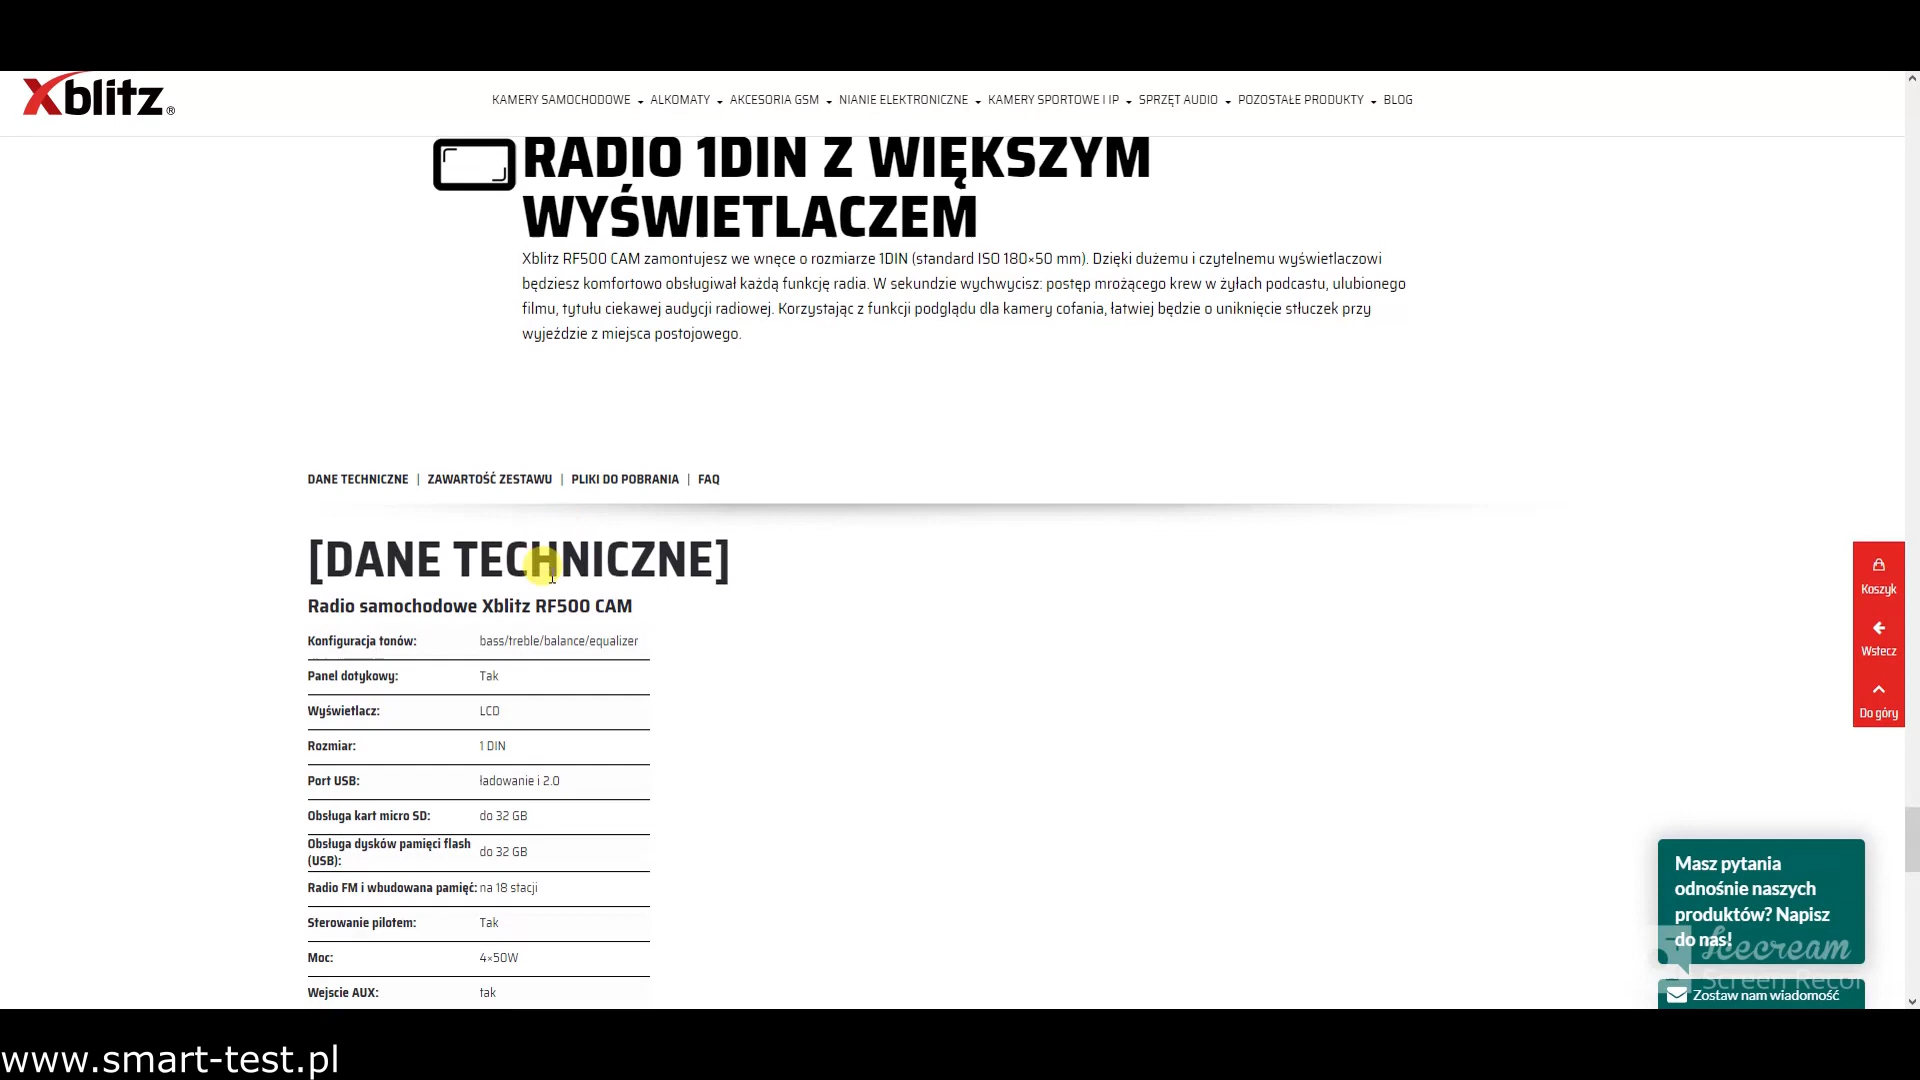 Xblitz®
KAMERY SAMOCHODOWE ALKOMATY AKCESORIA GSM NIANIE ELEKTRONICZNE KAMERY SPORTOWE I IP SPRZĘT AUDIO POZOSTAŁE PRODUKTY BLOG
RADIO 1DIN Z WIĘKSZYM
WYŚWIETLACZEM
Xblitz RF500 CAM zamontujesz we wnęce o rozmiarze 1DIN (standard ISO 180×50 mm). Dzięki dużemu i czytelnemu wyświetlaczowi
będziesz komfortowo obsługiwał każdą funkcję radia. W sekundzie wychwycisz: postęp mrożącego krew w żyłach podcastu, ulubionego
filmu, tytułu ciekawej audycji radiowej. Korzystając z funkcji podglądu dla kamery cofania, łatwiej będzie o uniknięcie stłuczek przy
wyjeździe z miejsca postojowego.
DANE TECHNICZNE | ZAWARTOŚĆ ZESTAWU | PLIKI DO POBRANIA | FAQ
[DANE TECHNICZNE]
Radio samochodowe Xblitz RF500 CAM
Konfiguracja tonów: bass/treble/balance/equalizer
Panel dotykowy: Tak
Wyświetlacz: LCD
Rozmiar: 1 DIN
Port USB: ładowanie i 2.0
Obsługa kart micro SD: do 32 GB
Obsługa dysków pamięci flash
(USB): do 32 GB
Radio FM i wbudowana pamięć: na 18 stacji
Sterowanie pilotem: Tak
Moc: 4×50W
Wejscie AUX: tak
Koszyk
Wstecz
Do góry
Masz pytania
odnośnie naszych
produktów? Napisz
do nas!
Icecream
Screen Recor
Zostaw nam wiadomość
www.smart-test.pl